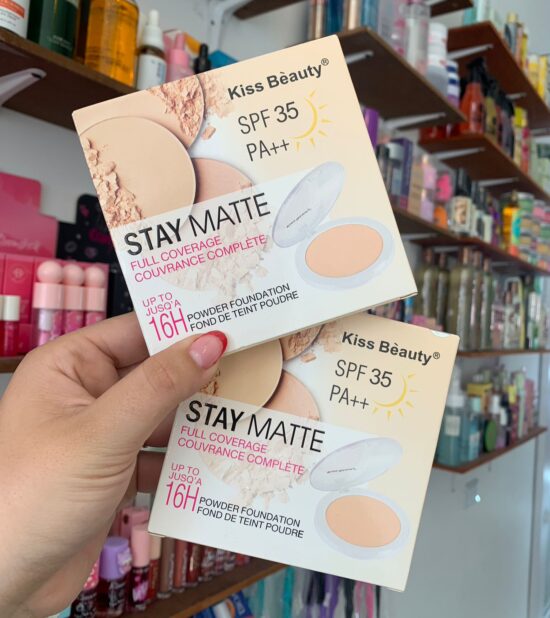 Kiss Bèauty®
SPF 35
PA++
STAY MATTE
FULL COVERAGE
COUVRANCE COMPLÈTE
UP TO
JUSQ'A
16H
POWDER FOUNDATION
FOND DE TEINT POUDRE
Kiss Bèauty®
SPF 35
PA++
STAY MATTE
FULL COVERAGE
COUVRANCE COMPLÈTE
UP TO
JUSQ'A
16H
POWDER FOUNDATION
FOND DE TEINT POUDRE